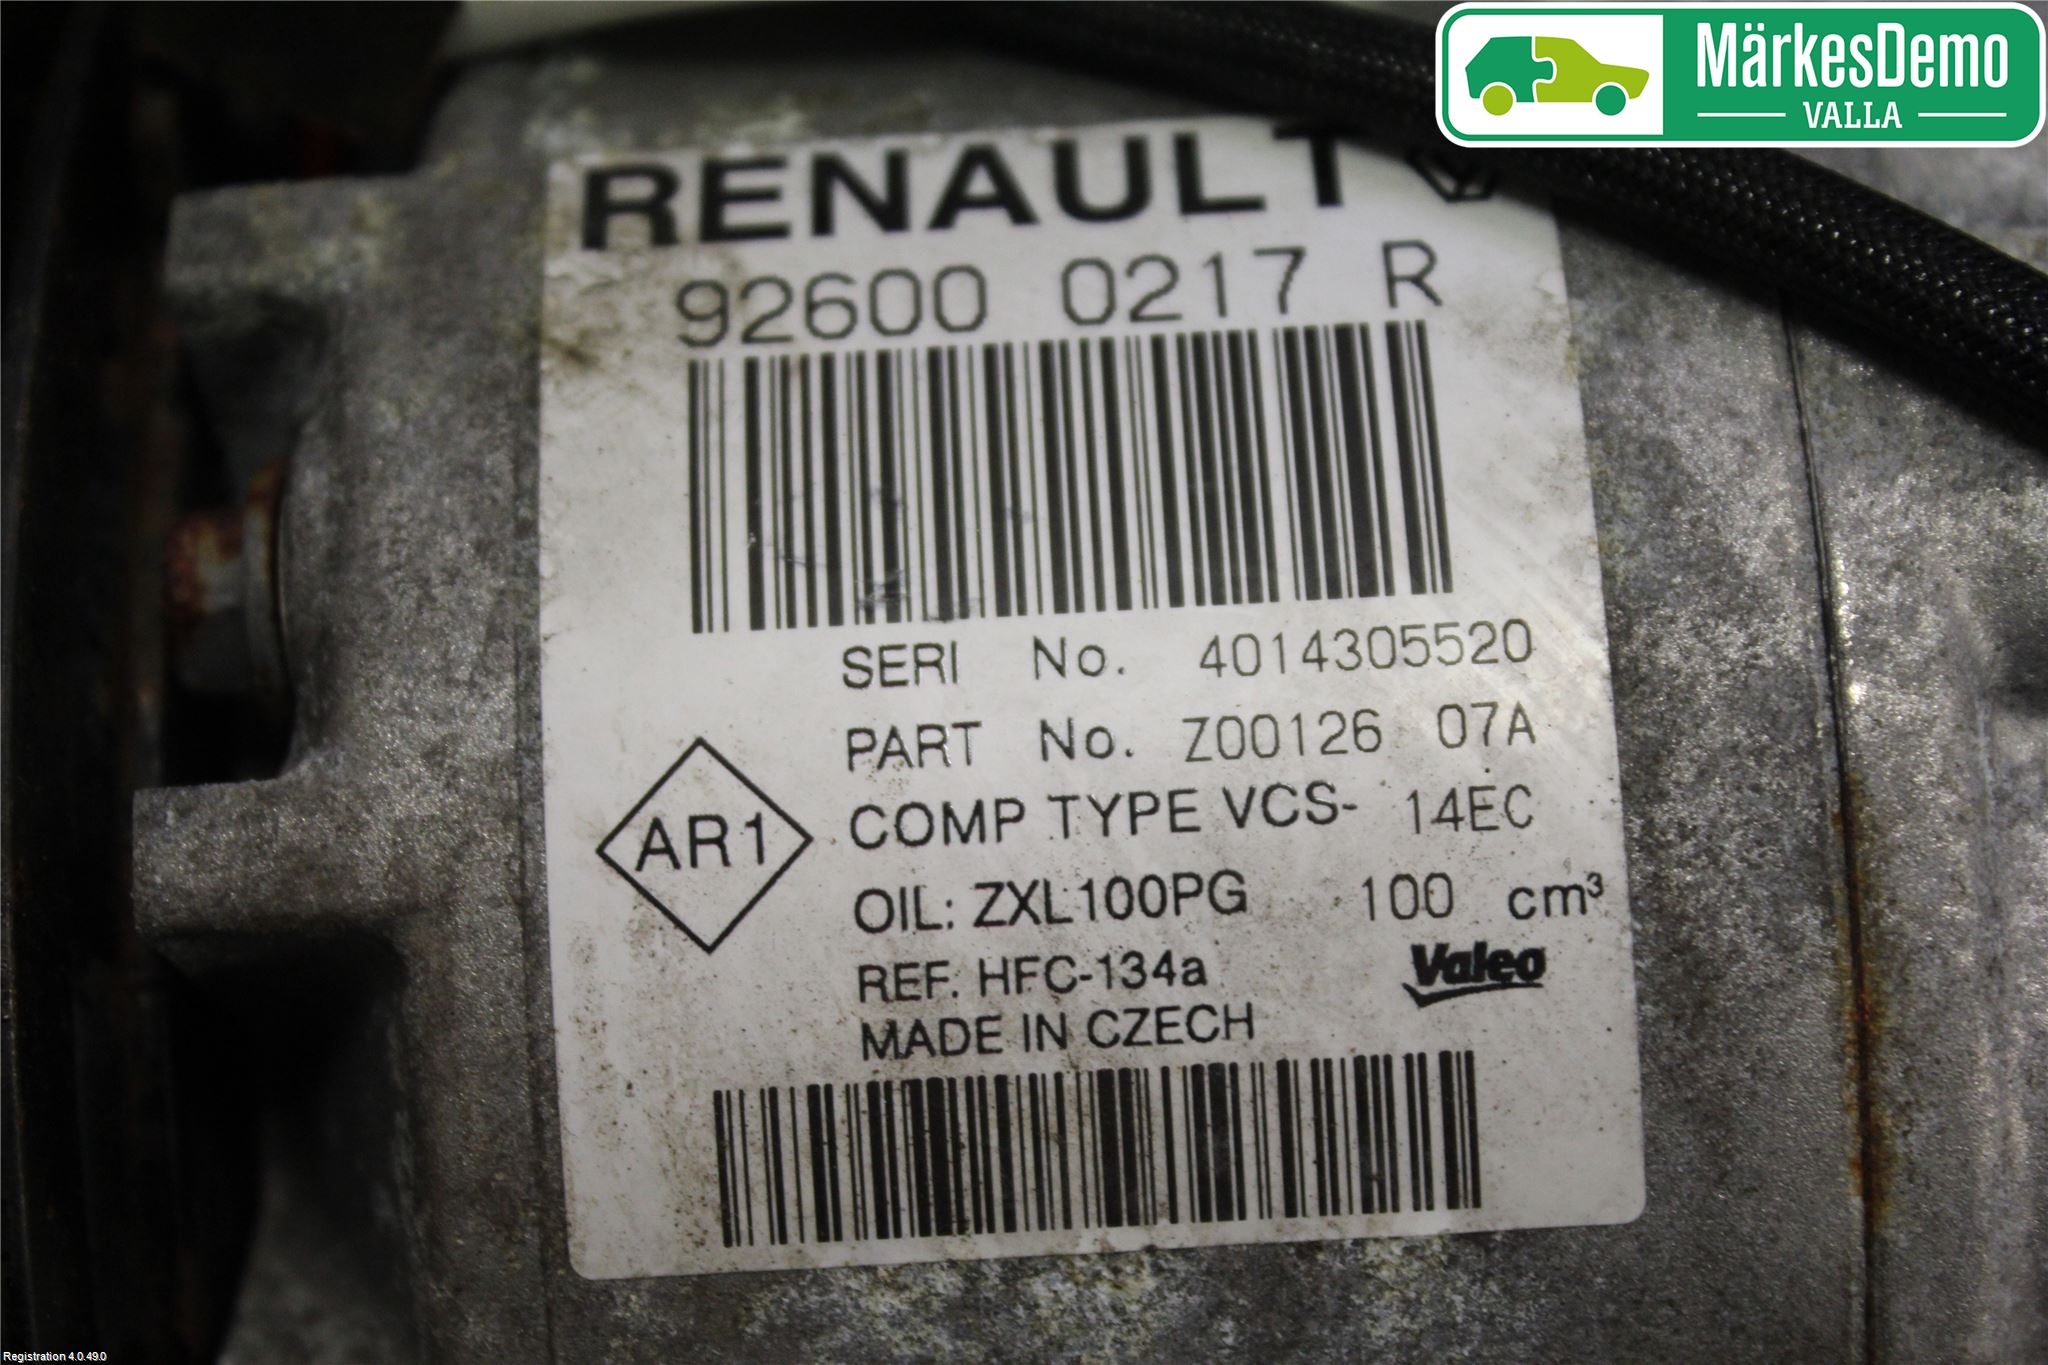 MärkesDemo
VALLA
RENAULT
92600 0217 R
SERI No. 4014305520
PART No. Z00126 07A
AR1
COMP TYPE VCS- 14EC
OIL: ZXL100PG 100 cm³
REF. HFC-134a
Valeo
MADE IN CZECH
Registration 4.0.49.0